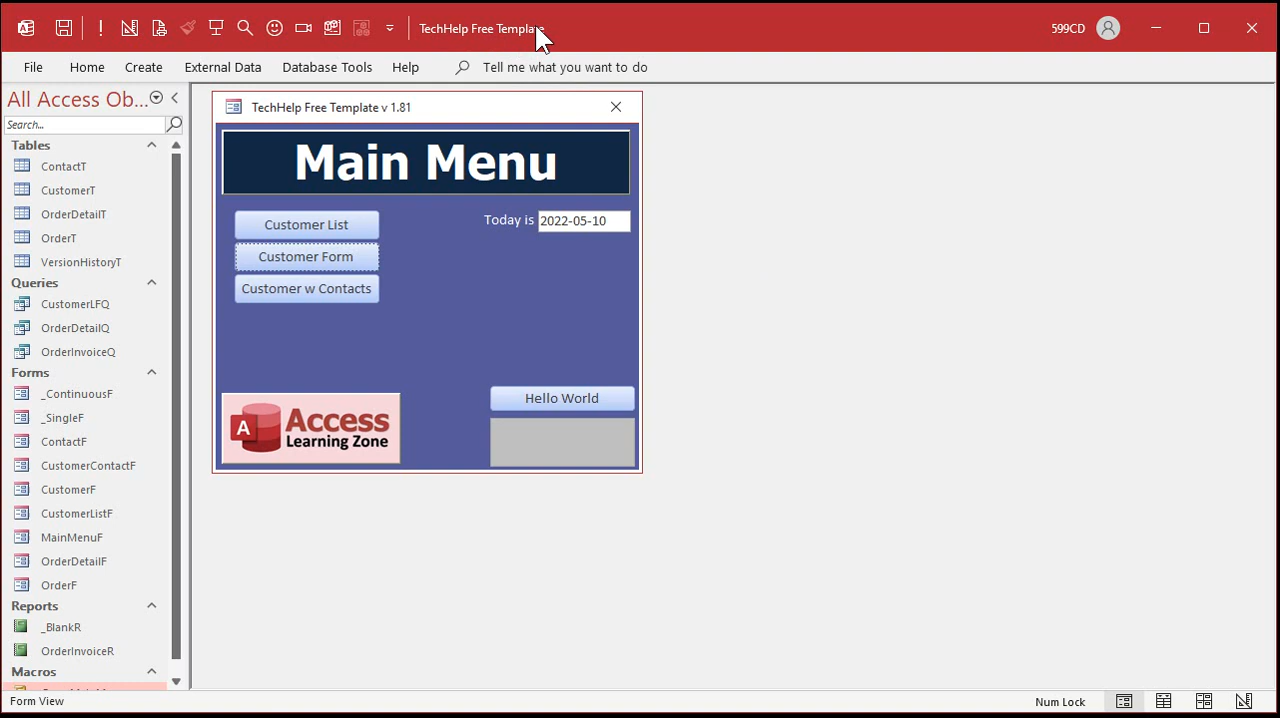 TechHelp Free Template
599CD
File Home Create External Data Database Tools Help Tell me what you want to do
All Access Ob...
Search...
Tables
ContactT
CustomerT
OrderDetailT
OrderT
VersionHistoryT
Queries
CustomerLFQ
OrderDetailQ
OrderInvoiceQ
Forms
_ContinuousF
_SingleF
ContactF
CustomerContactF
CustomerF
CustomerListF
MainMenuF
OrderDetailF
OrderF
Reports
_BlankR
OrderInvoiceR
Macros
TechHelp Free Template v 1.81
Main Menu
Customer List
Today is 2022-05-10
Customer Form
Customer w Contacts
Hello World
A Access
Learning Zone
Form View
Num Lock